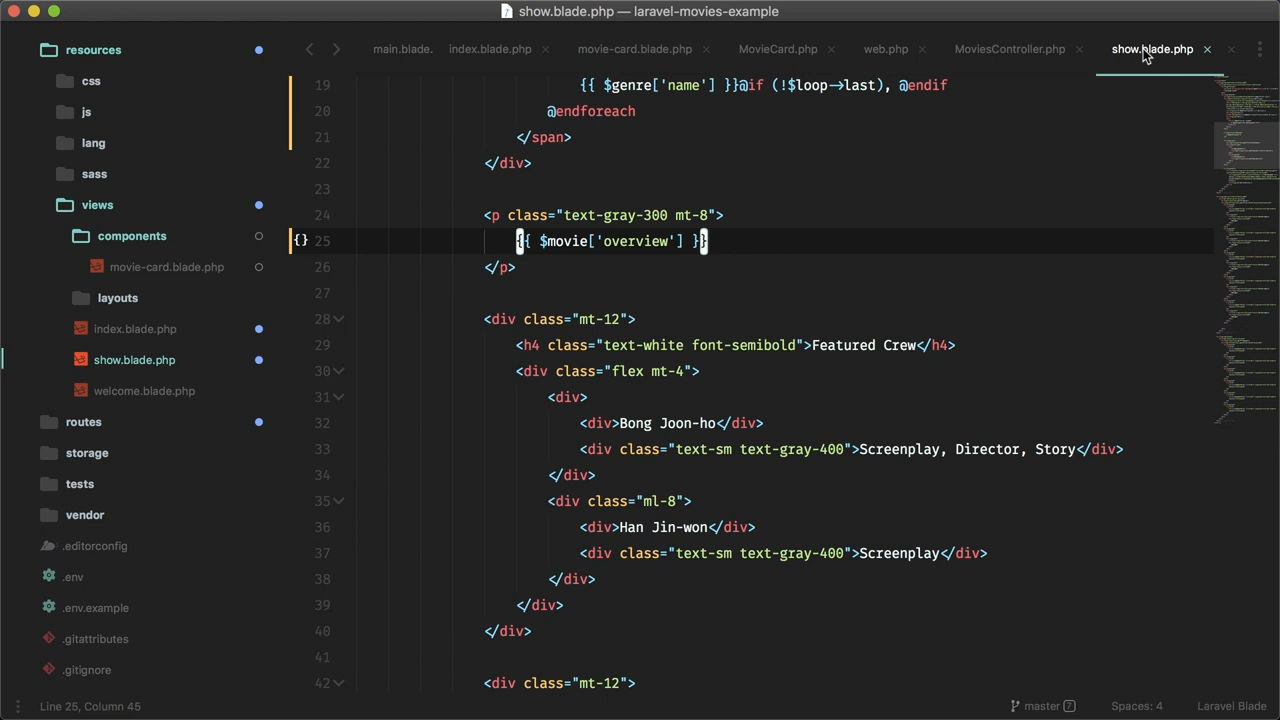 show.blade.php — laravel-movies-example
resources
css
js
lang
sass
views
components
movie-card.blade.php
layouts
index.blade.php
show.blade.php
welcome.blade.php
routes
storage
tests
vendor
.editorconfig
.env
.env.example
.gitattributes
.gitignore
main.blade. index.blade.php movie-card.blade.php MovieCard.php web.php MoviesController.php show.blade.php
19 {{ $genre['name'] }}@if (!$loop->last), @endif
20 @endforeach
21 </span>
22 </div>
23
24 <p class="text-gray-300 mt-8">
{} 25 {{ $movie['overview'] }}
26 </p>
27
28 <div class="mt-12">
29 <h4 class="text-white font-semibold">Featured Crew</h4>
30 <div class="flex mt-4">
31 <div>
32 <div>Bong Joon-ho</div>
33 <div class="text-sm text-gray-400">Screenplay, Director, Story</div>
34 </div>
35 <div class="ml-8">
36 <div>Han Jin-won</div>
37 <div class="text-sm text-gray-400">Screenplay</div>
38 </div>
39 </div>
40 </div>
41
42 <div class="mt-12">
Line 25, Column 45 master 7 Spaces: 4 Laravel Blade